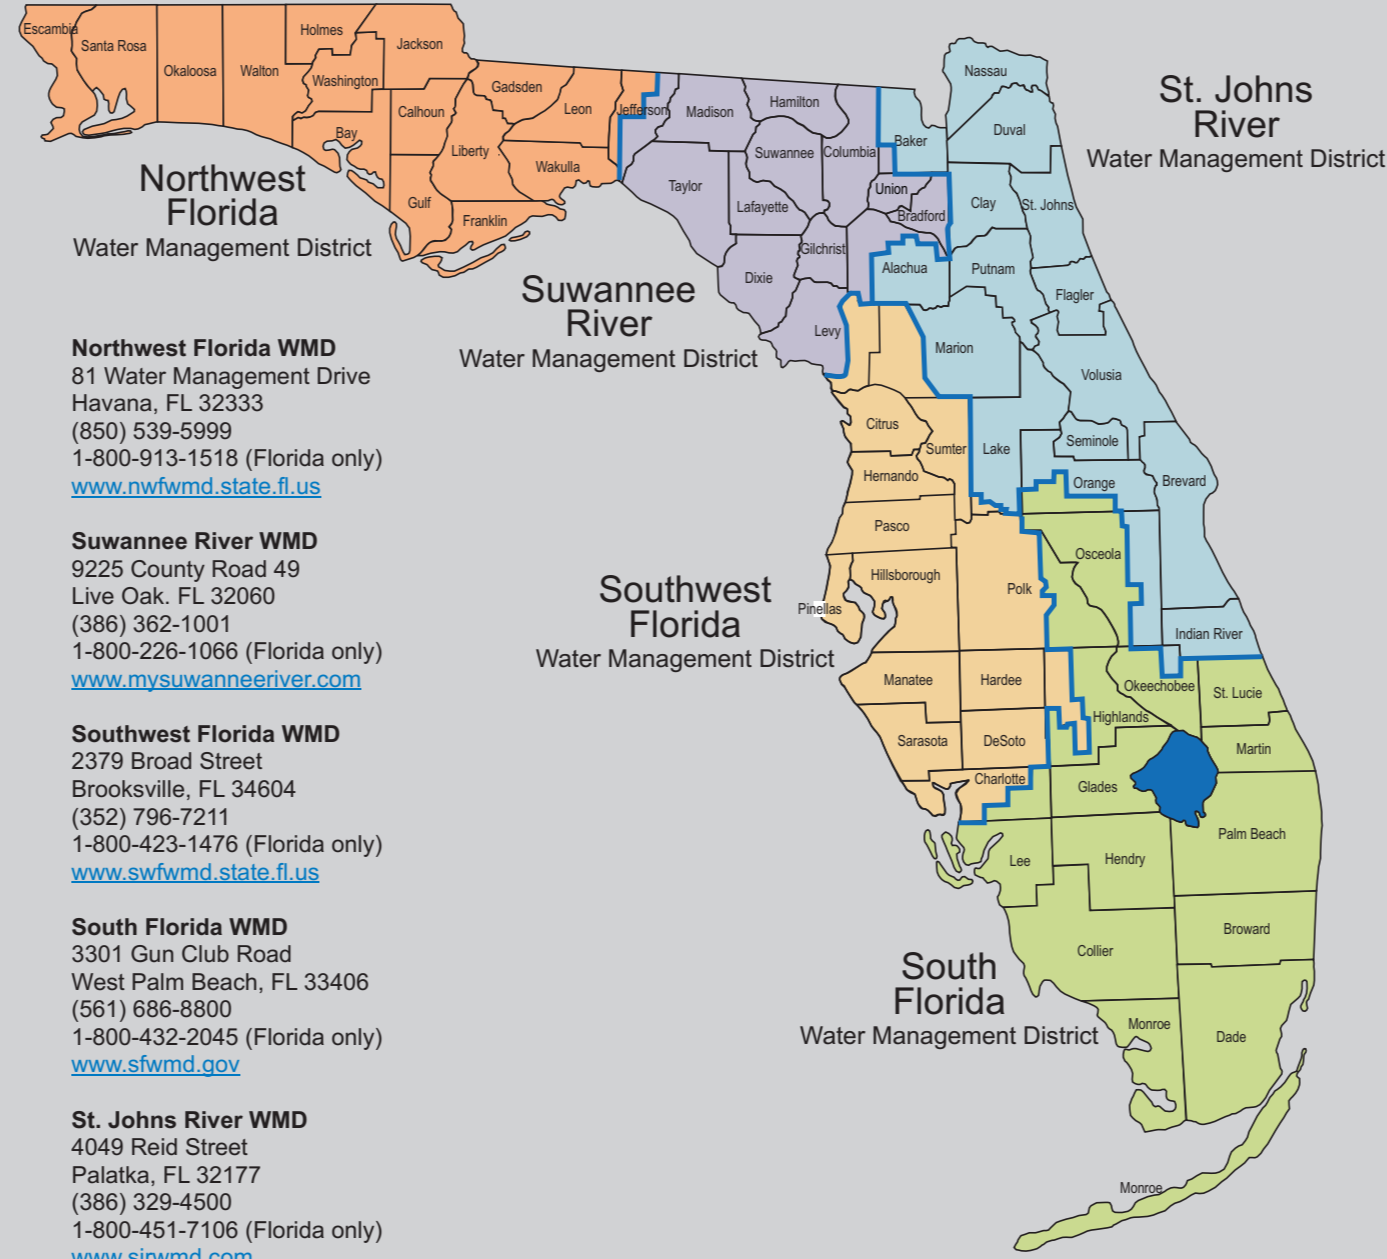 Escambia
Santa Rosa
Okaloosa
Walton
Holmes
Washington
Jackson
Bay
Calhoun
Gulf
Liberty
Gadsden
Franklin
Leon
Wakulla
Jefferson
Madison
Taylor
Hamilton
Suwannee
Lafayette
Columbia
Dixie
Gilchrist
Union
Bradford
Levy
Baker
Nassau
Duval
Clay
St. Johns
Alachua
Putnam
Flagler
Marion
Volusia
Lake
Seminole
Orange
Brevard
Indian River
Citrus
Sumter
Hernando
Pasco
Hillsborough
Pinellas
Polk
Manatee
Hardee
Sarasota
DeSoto
Charlotte
Osceola
Okeechobee
St. Lucie
Highlands
Martin
Glades
Palm Beach
Lee
Hendry
Collier
Broward
Monroe
Dade
Monroe
Northwest
Florida
Water Management District
Suwannee
River
Water Management District
St. Johns
River
Water Management District
Southwest
Florida
Water Management District
South
Florida
Water Management District
Northwest Florida WMD
81 Water Management Drive
Havana, FL 32333
(850) 539-5999
1-800-913-1518 (Florida only)
www.nwfwmd.state.fl.us
Suwannee River WMD
9225 County Road 49
Live Oak. FL 32060
(386) 362-1001
1-800-226-1066 (Florida only)
www.mysuwanneeriver.com
Southwest Florida WMD
2379 Broad Street
Brooksville, FL 34604
(352) 796-7211
1-800-423-1476 (Florida only)
www.swfwmd.state.fl.us
South Florida WMD
3301 Gun Club Road
West Palm Beach, FL 33406
(561) 686-8800
1-800-432-2045 (Florida only)
www.sfwmd.gov
St. Johns River WMD
4049 Reid Street
Palatka, FL 32177
(386) 329-4500
1-800-451-7106 (Florida only)
www.sjrwmd.com